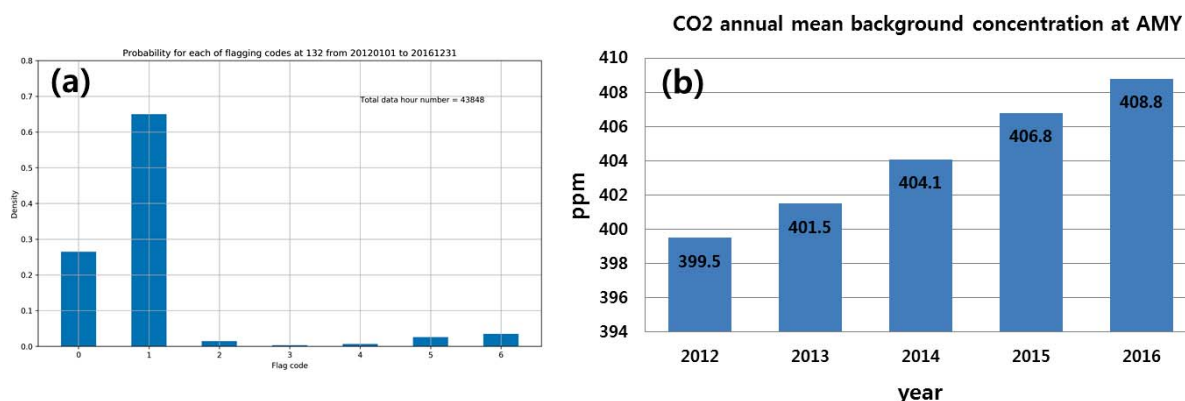 Probability for each of flagging codes at 132 from 20120101 to 20161231
(a)
Total data hour number = 43848
0.8
0.7
0.6
0.5
0.4
0.3
0.2
0.1
0.0
Density
0 1 2 3 4 5 6
Flag code
CO2 annual mean background concentration at AMY
(b)
410
408
406
404
402
400
398
396
394
ppm
399.5
401.5
404.1
406.8
408.8
2012 2013 2014 2015 2016
year